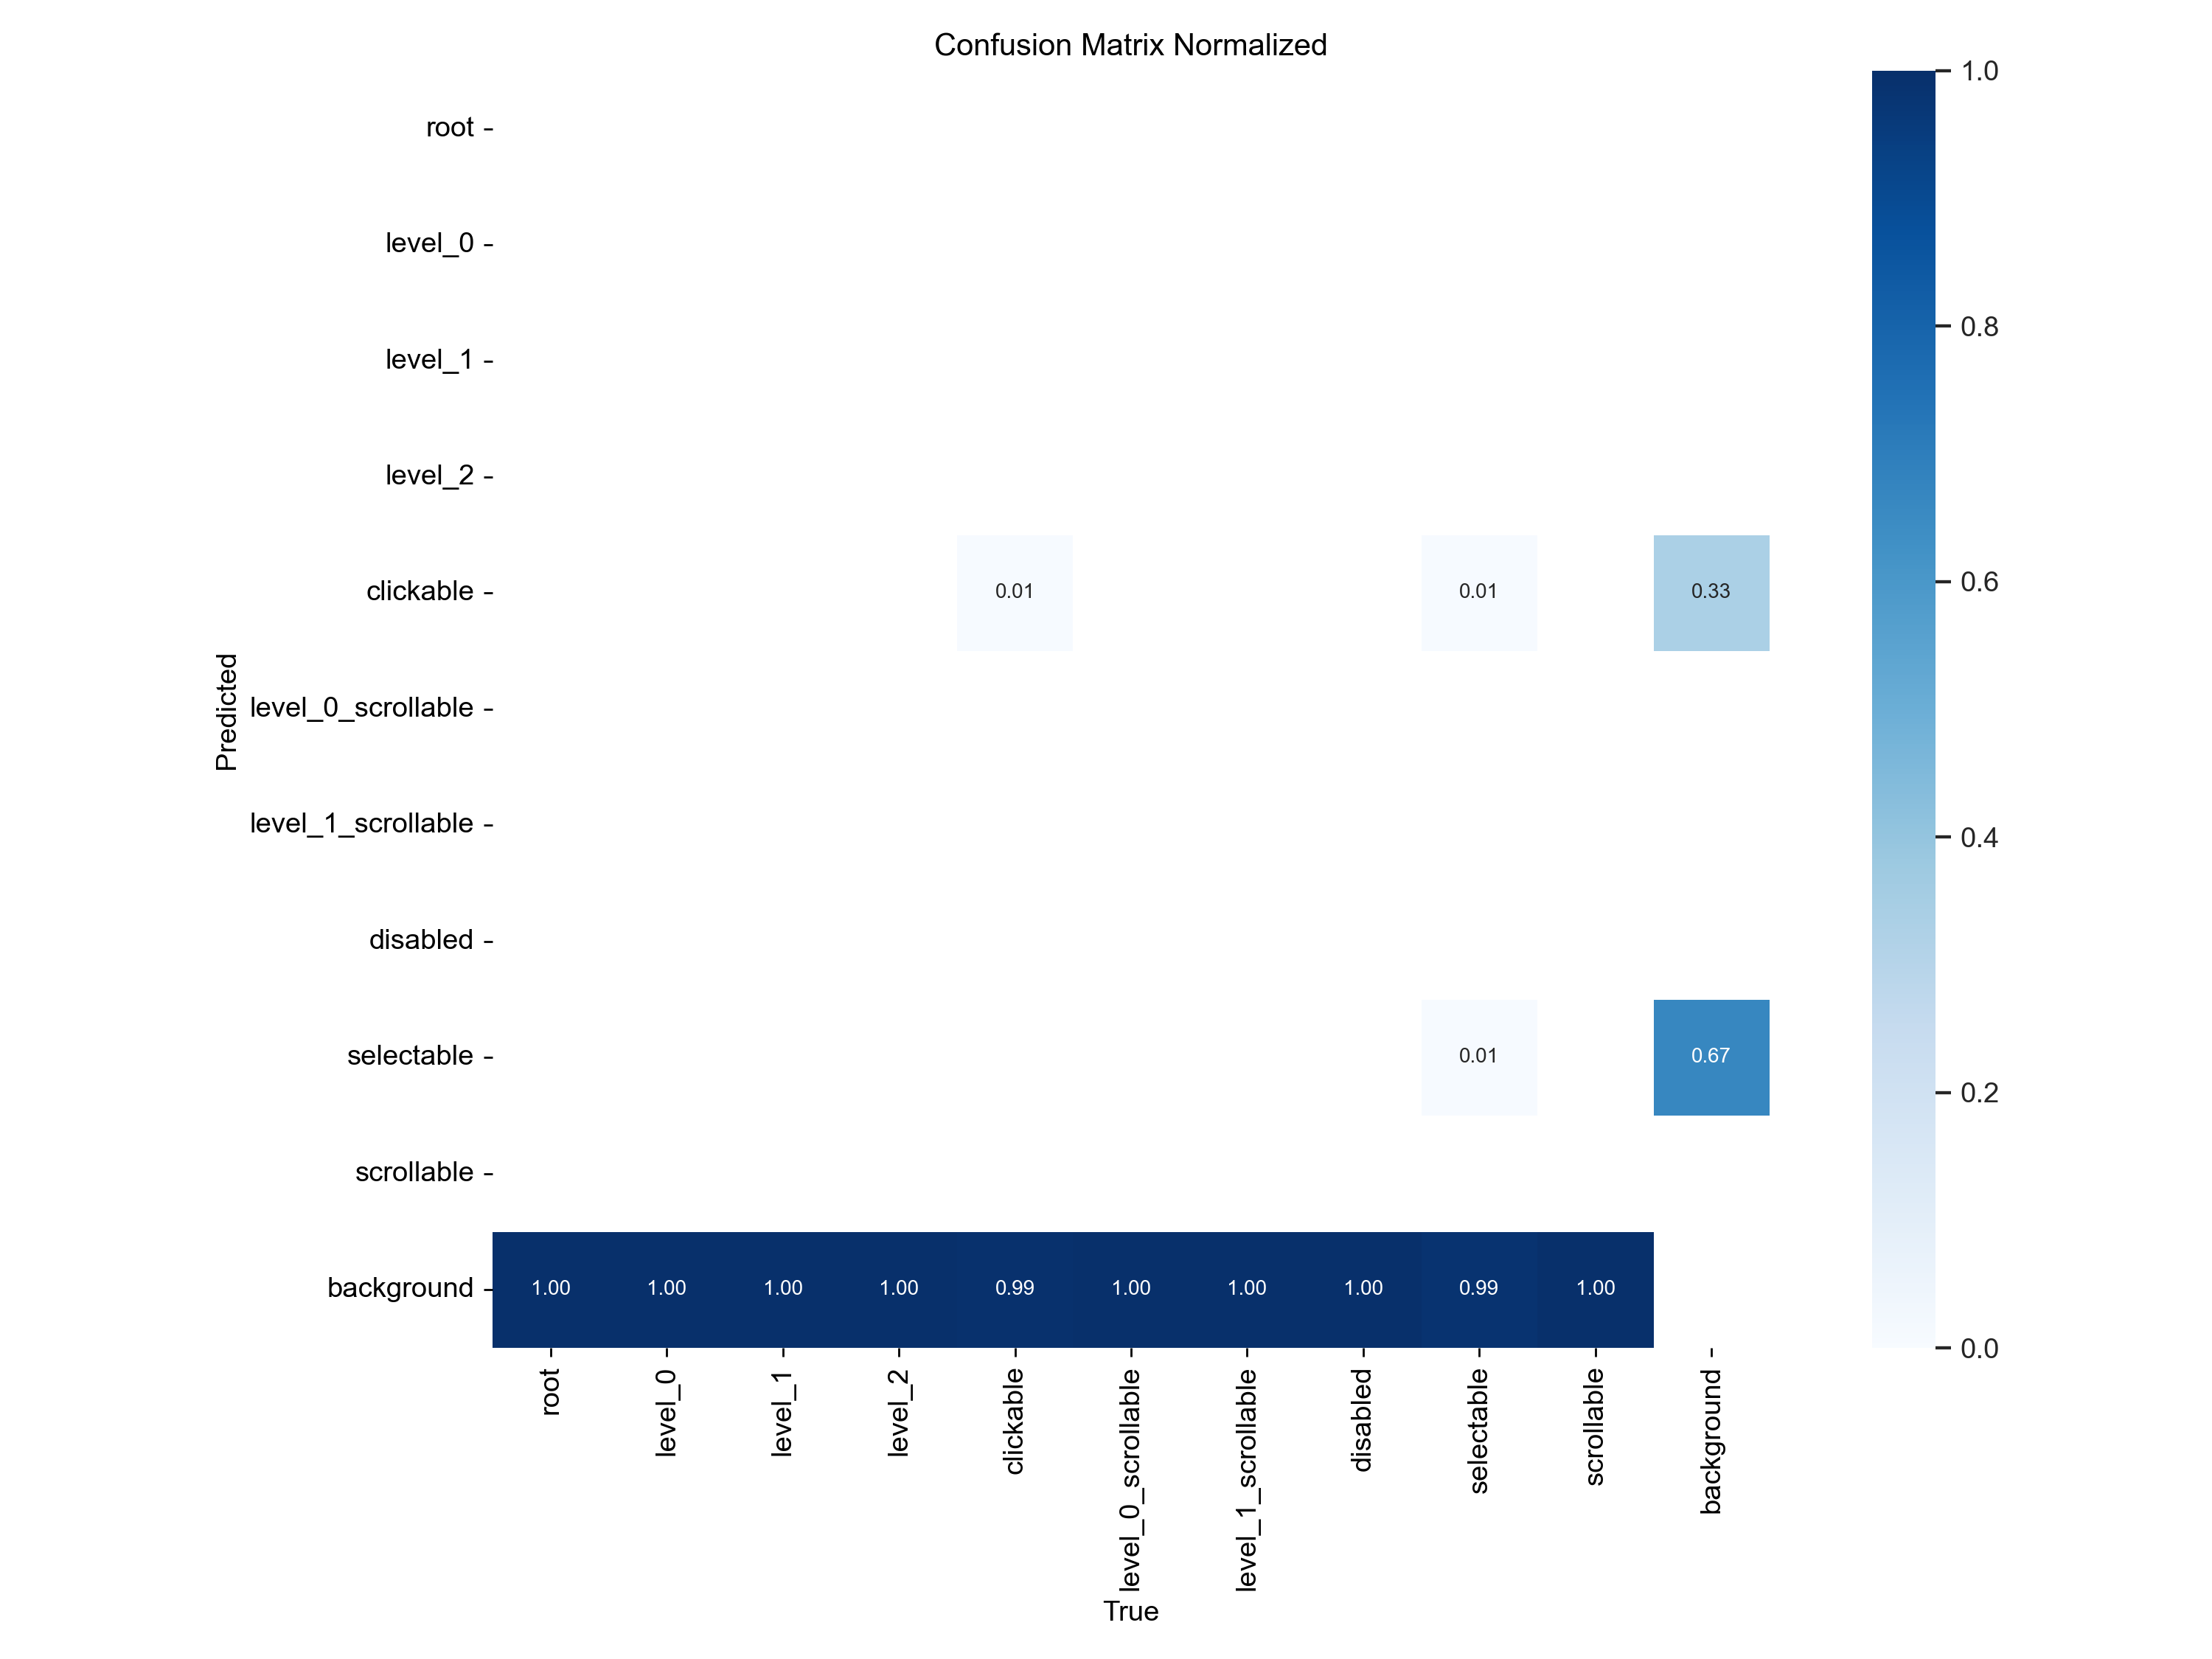 Confusion Matrix Normalized
root
level_0
level_1
level_2
clickable
0.01
0.01
0.33
level_0_scrollable
level_1_scrollable
disabled
selectable
0.01
0.67
scrollable
background
1.00
1.00
1.00
1.00
0.99
1.00
1.00
1.00
0.99
1.00
Predicted
root
level_0
level_1
level_2
clickable
level_0_scrollable
level_1_scrollable
disabled
selectable
scrollable
background
True
1.0
0.8
0.6
0.4
0.2
0.0